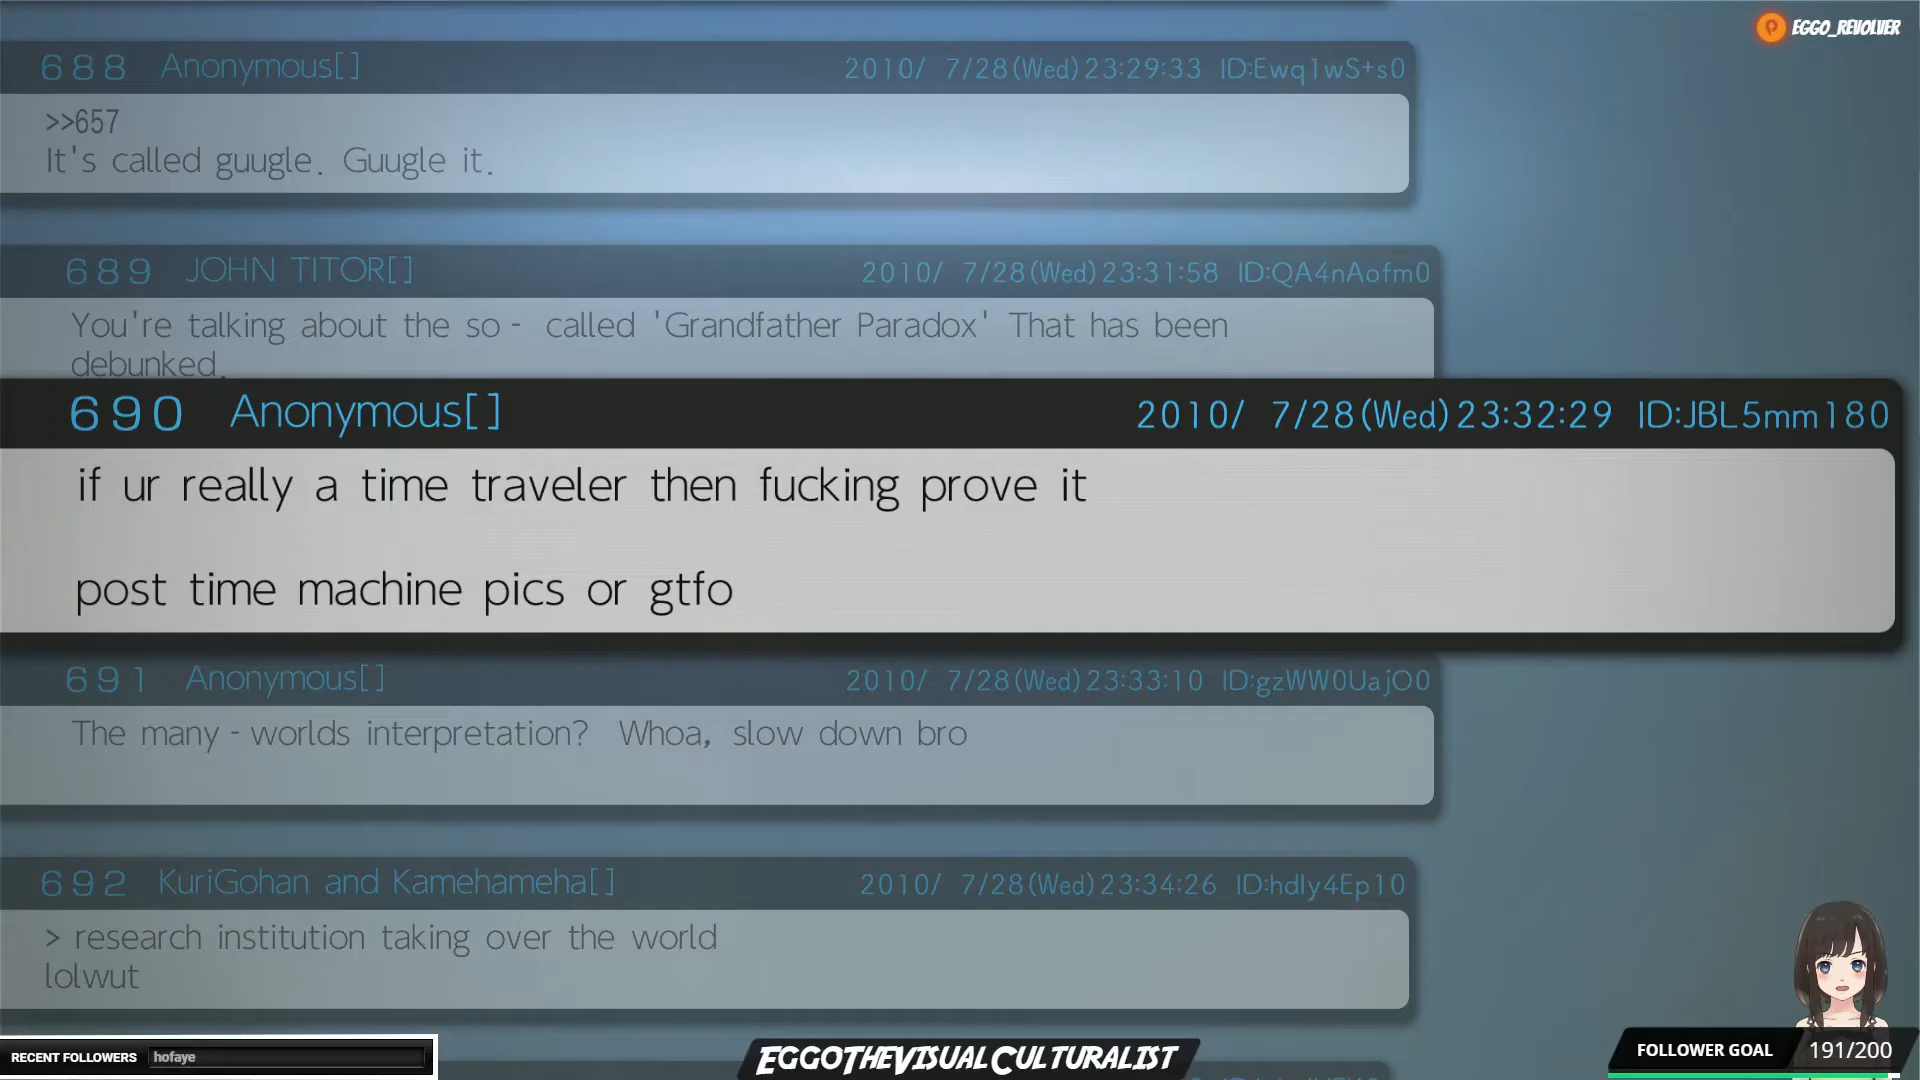 EGGO_REVOLVER
688 Anonymous[] 2010/ 7/28(Wed)23:29:33 ID:Ewq1wS+s0
>>657
It's called guugle. Guugle it.
689 JOHN TITOR[] 2010/ 7/28(Wed)23:31:58 ID:QA4nAofm0
You're talking about the so- called 'Grandfather Paradox' That has been
debunked.
690 Anonymous[] 2010/ 7/28(Wed)23:32:29 ID:JBL5mm180
if ur really a time traveler then fucking prove it
post time machine pics or gtfo
691 Anonymous[] 2010/ 7/28(Wed)23:33:10 ID:gzWW0UajO0
The many-worlds interpretation? Whoa, slow down bro
692 KuriGohan and Kamehameha[] 2010/ 7/28(Wed)23:34:26 ID:hdIy4Ep10
> research institution taking over the world
lolwut
RECENT FOLLOWERS hofaye
EGGOTHEVISUALCULTURALIST
FOLLOWER GOAL 191/200